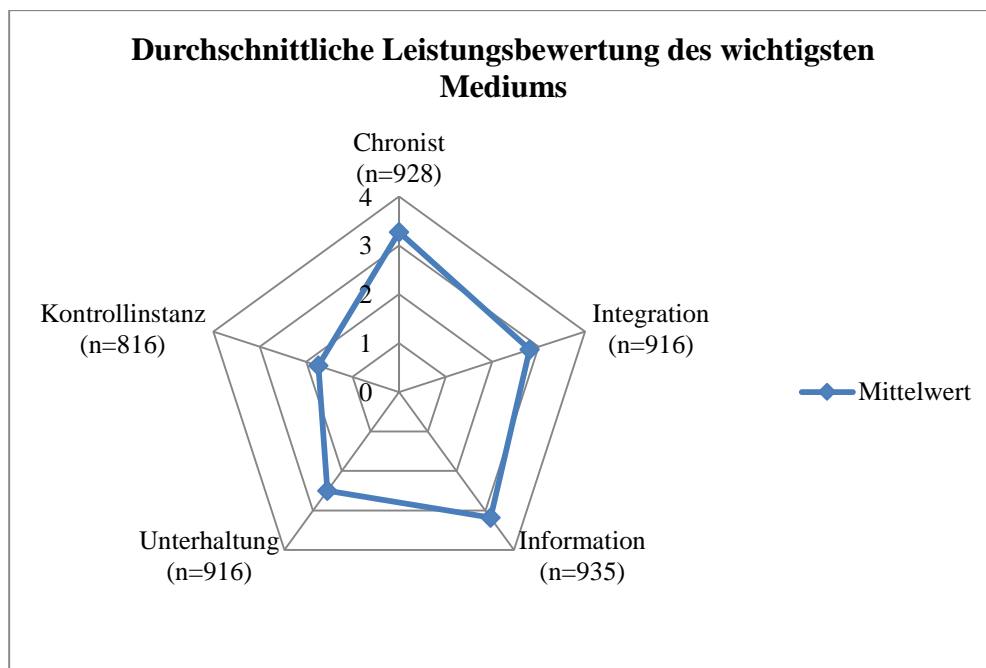 Durchschnittliche Leistungsbewertung des wichtigsten
Mediums
Chronist
(n=928)
4
3
2
1
0
Integration
(n=916)
Information
(n=935)
Unterhaltung
(n=916)
Kontrollinstanz
(n=816)
Mittelwert